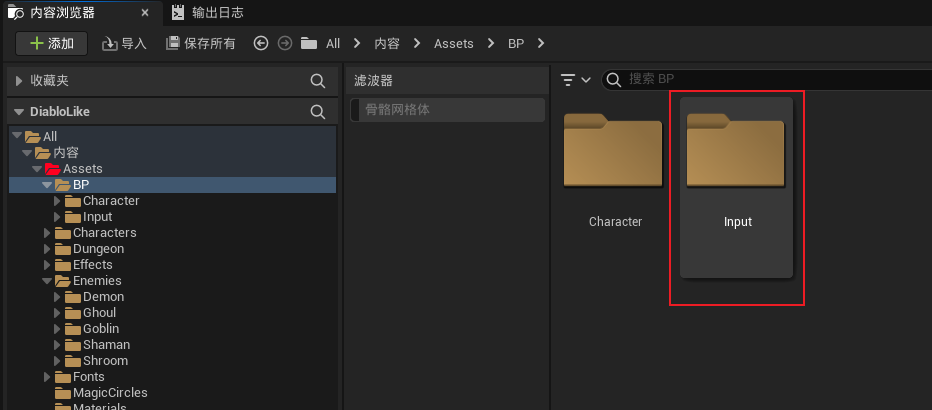 内容浏览器
输出日志
添加
导入
保存所有
All
内容
Assets
BP
收藏夹
滤波器
搜索 BP
DiabloLike
骨骼网格体
All
内容
Assets
BP
Character
Input
Characters
Dungeon
Effects
Enemies
Demon
Ghoul
Goblin
Shaman
Shroom
Fonts
MagicCircles
Materials
Character
Input